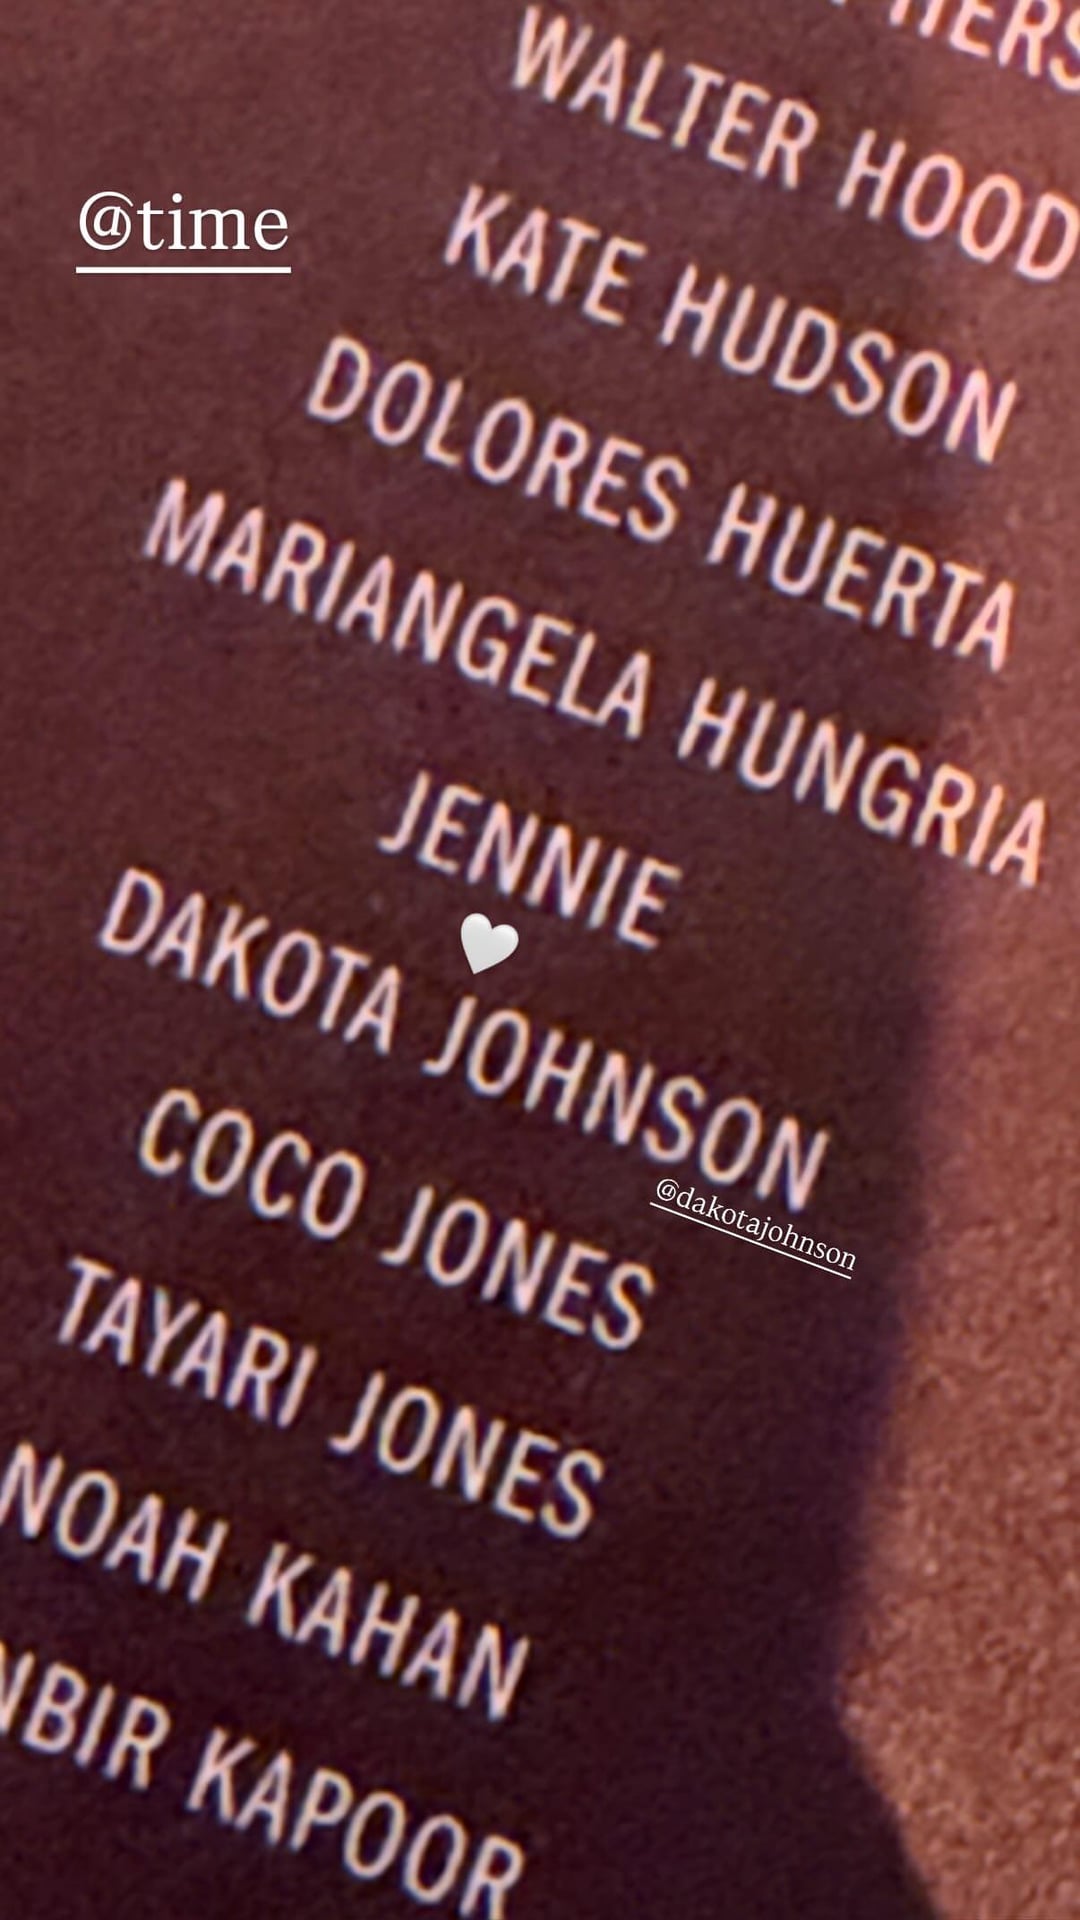 WALTER HOOD
@time
KATE HUDSON
DOLORES HUERTA
MARIANGELA HUNGRIA
JENNIE
DAKOTA JOHNSON
@dakotajohnson
COCO JONES
TAYARI JONES
NOAH KAHAN
KAPOOR